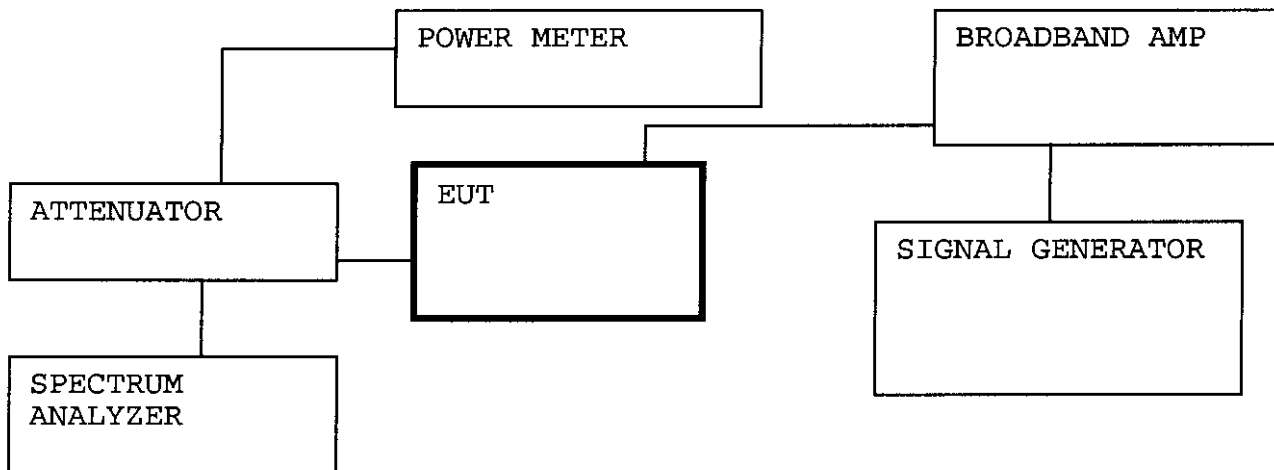 POWER METER
BROADBAND AMP
EUT
ATTENUATOR
SIGNAL GENERATOR
SPECTRUM
ANALYZER